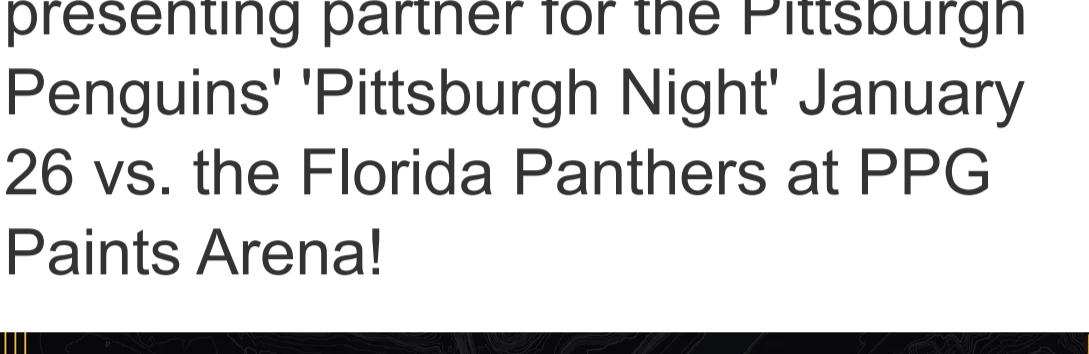 presenting partner for the Pittsburgh
Penguins' 'Pittsburgh Night' January
26 vs. the Florida Panthers at PPG
Paints Arena!